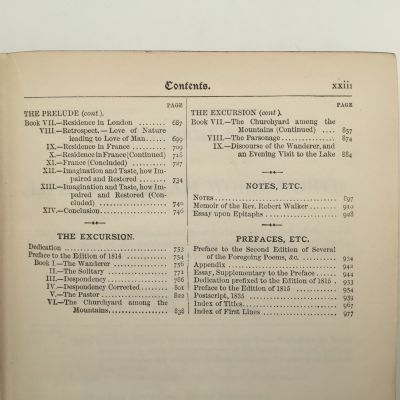 Contents.
xxiii
PAGE
THE PRELUDE (cont).
Book VII.—Residence in London ........ 687
VIII.—Retrospect.—Love of Nature
leading to Love of Man ...... 699
IX.—Residence in France .......... 709
X.—Residence in France (Continued) 718
XI.—France (Concluded) .......... 727
XII.—Imagination and Taste, how Im-
paired and Restored ........ 734
XIII.—Imagination and Taste, how Im-
paired and Restored (Con-
cluded) .................... 740
XIV.—Conclusion .................. 746
THE EXCURSION.
Dedication .......................... 753
Preface to the Edition of 1814 ........ 754
Book I.—The Wanderer ............ 756
II.—The Solitary .............. 771
III.—Despondency .............. 786
IV.—Despondency Corrected .... 801
V.—The Pastor ................ 822
VI.—The Churchyard among the
Mountains .................. 838
PAGE
THE EXCURSION (cont).
Book VII.—The Churchyard among the
Mountains (Continued) .... 857
VIII.—The Parsonage ............ 874
IX.—Discourse of the Wanderer, and
an Evening Visit to the Lake 884
NOTES, ETC.
Notes .............................. 897
Memoir of the Rev. Robert Walker .... 920
Essay upon Epitaphs ................ 928
PREFACES, ETC.
Preface to the Second Edition of Several
of the Foregoing Poems, &c. ........ 934
Appendix .......................... 942
Essay, Supplementary to the Preface .. 944
Dedication prefixed to the Edition of 1815 . 953
Preface to the Edition of 1815 ........ 954
Postscript, 1835 .................... 959
Index of Titles ...................... 967
Index of First Lines ................ 977